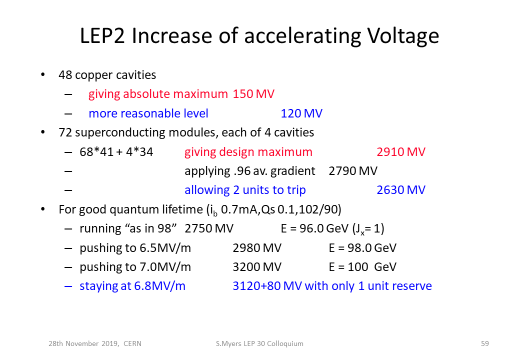 LEP2 Increase of accelerating Voltage
• 48 copper cavities
– giving absolute maximum 150 MV
– more reasonable level 120 MV
• 72 superconducting modules, each of 4 cavities
– 68*41 + 4*34 giving design maximum 2910 MV
– applying .96 av. gradient 2790 MV
– allowing 2 units to trip 2630 MV
• For good quantum lifetime (ib 0.7mA,Qs 0.1,102/90)
– running “as in 98” 2750 MV E = 96.0 GeV (Jx= 1)
– pushing to 6.5MV/m 2980 MV E = 98.0 GeV
– pushing to 7.0MV/m 3200 MV E = 100 GeV
– staying at 6.8MV/m 3120+80 MV with only 1 unit reserve
28th November 2019, CERN S.Myers LEP 30 Colloquium 59